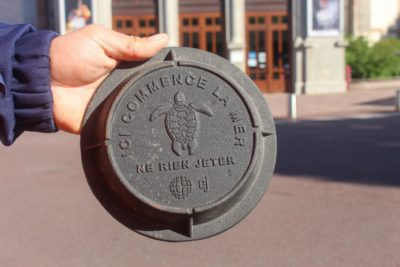 ICI COMMENCE LA MER
NE RIEN JETER